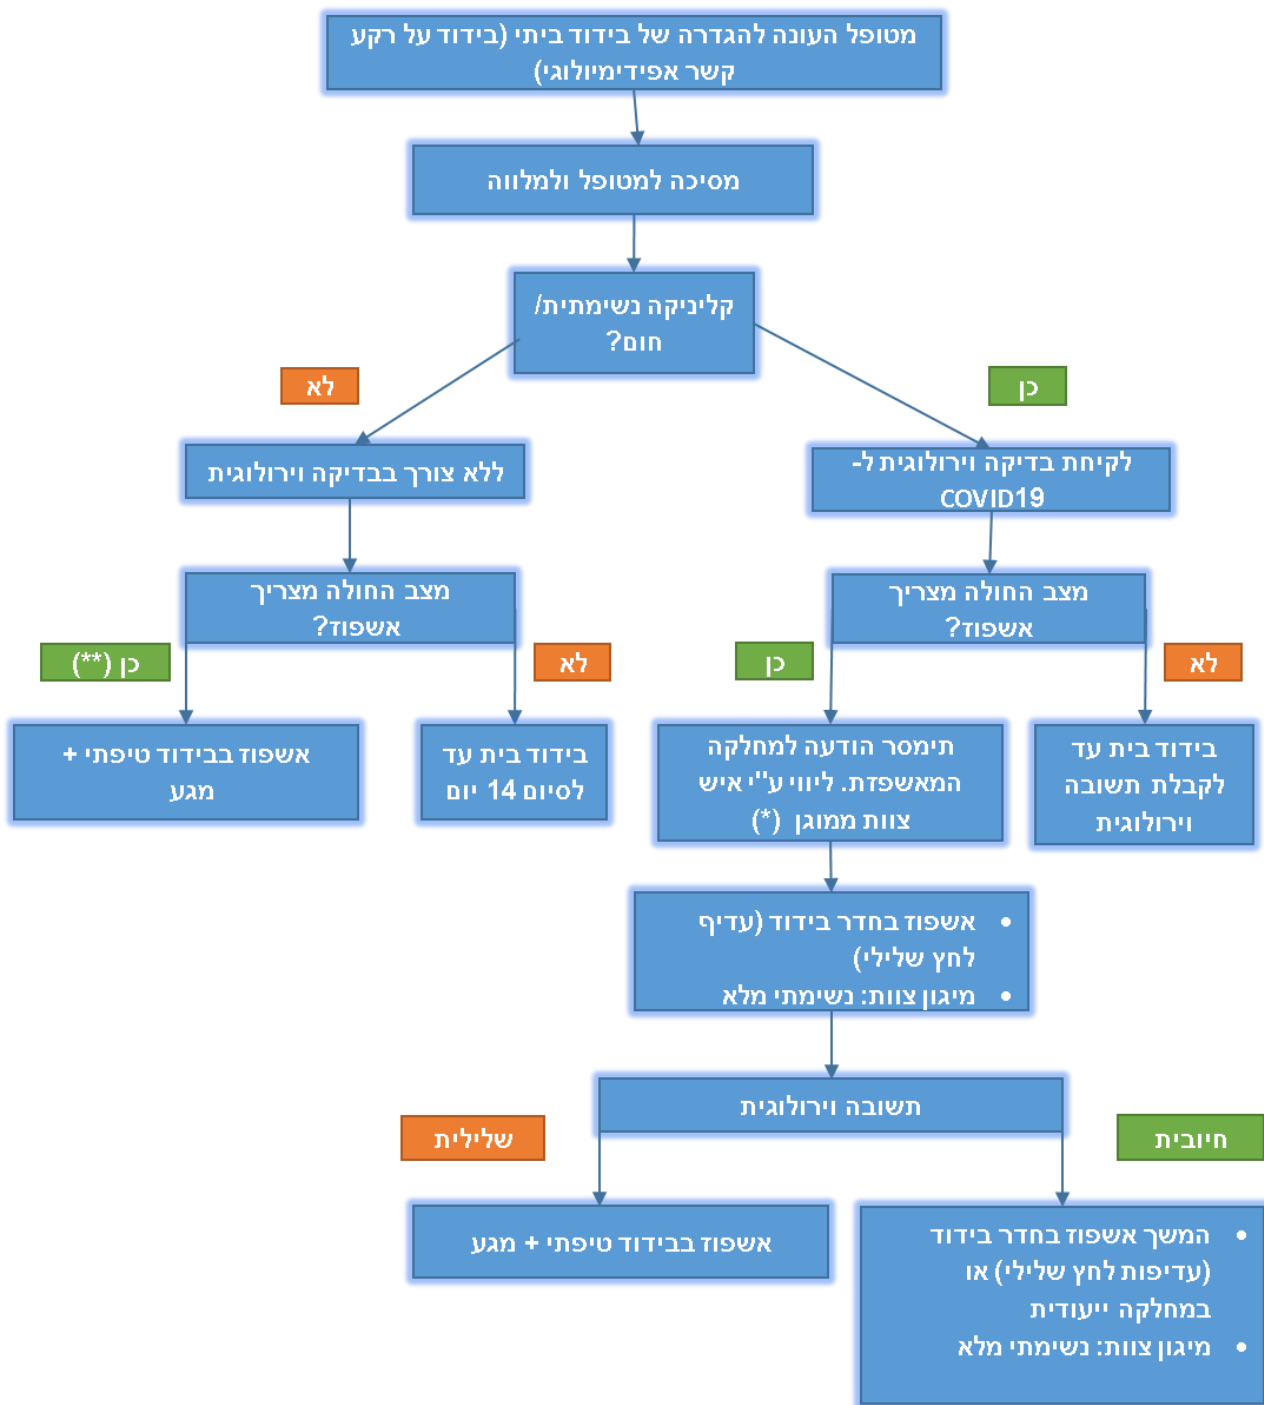 מטופל העונה להגדרה של בידוד ביתי (בידוד על רקע
קשר אפידימיולוגי)
מסיכה למטופל ולמלווה
קליניקה נשימתית/
חום?
כן
לא
לקיחת בדיקה וירולוגית ל-
COVID19
ללא צורך בבדיקה וירולוגית
מצב החולה מצריך
אשפוז?
מצב החולה מצריך
אשפוז?
לא
כן
לא
כן (**)
בידוד בית עד
לקבלת תשובה
וירולוגית
תימסר הודעה למחלקה
המאשפזת. ליווי ע"י איש
צוות ממוגן (*)
בידוד בית עד
לסיום 14 יום
אשפוז בבידוד טיפתי +
מגע
• אשפוז בחדר בידוד (עדיף
לחץ שלילי)
• מיגון צוות: נשימתי מלא
תשובה וירולוגית
חיובית
שלילית
• המשך אשפוז בחדר בידוד
(עדיפות לחץ שלילי) או
במחלקה ייעודית
• מיגון צוות: נשימתי מלא
אשפוז בבידוד טיפתי + מגע